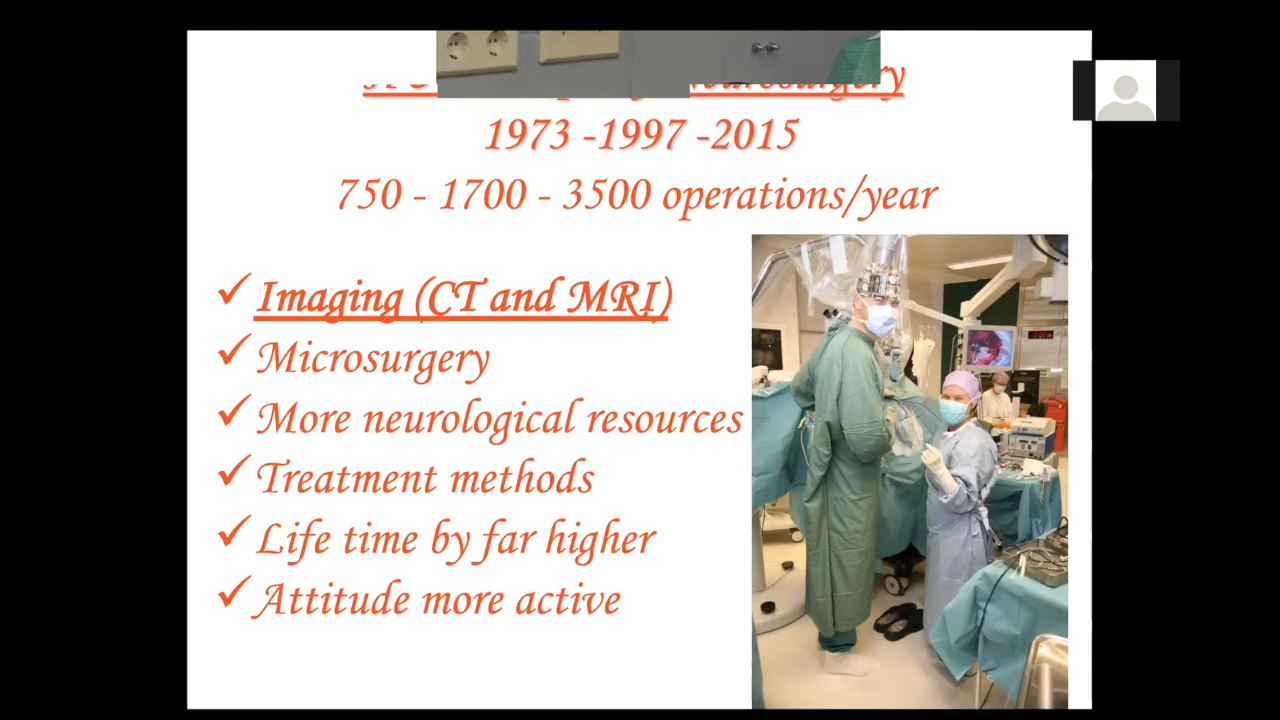 1973 -1997 -2015
750 - 1700 - 3500 operations/year
✓ Imaging (CT and MRI)
✓ Microsurgery
✓ More neurological resources
✓ Treatment methods
✓ Life time by far higher
✓ Attitude more active